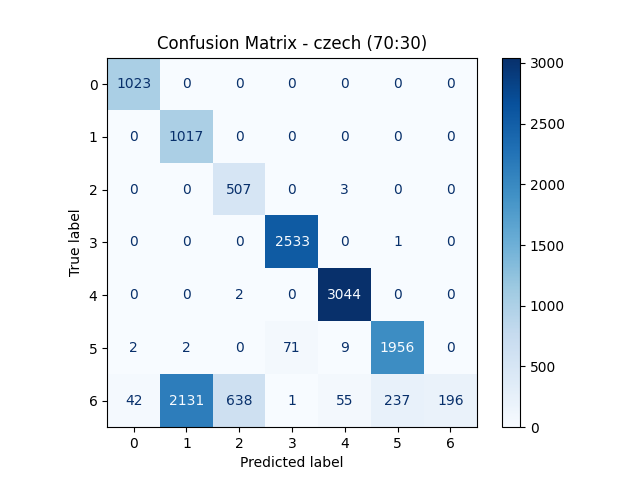 Confusion Matrix - czech (70:30)
0 1023 0 0 0 0 0 0
1 0 1017 0 0 0 0 0
2 0 0 507 0 3 0 0
3 0 0 0 2533 0 1 0
4 0 0 2 0 3044 0 0
5 2 2 0 71 9 1956 0
6 42 2131 638 1 55 237 196
0 1 2 3 4 5 6
Predicted label
True label
3000
2500
2000
1500
1000
500
0